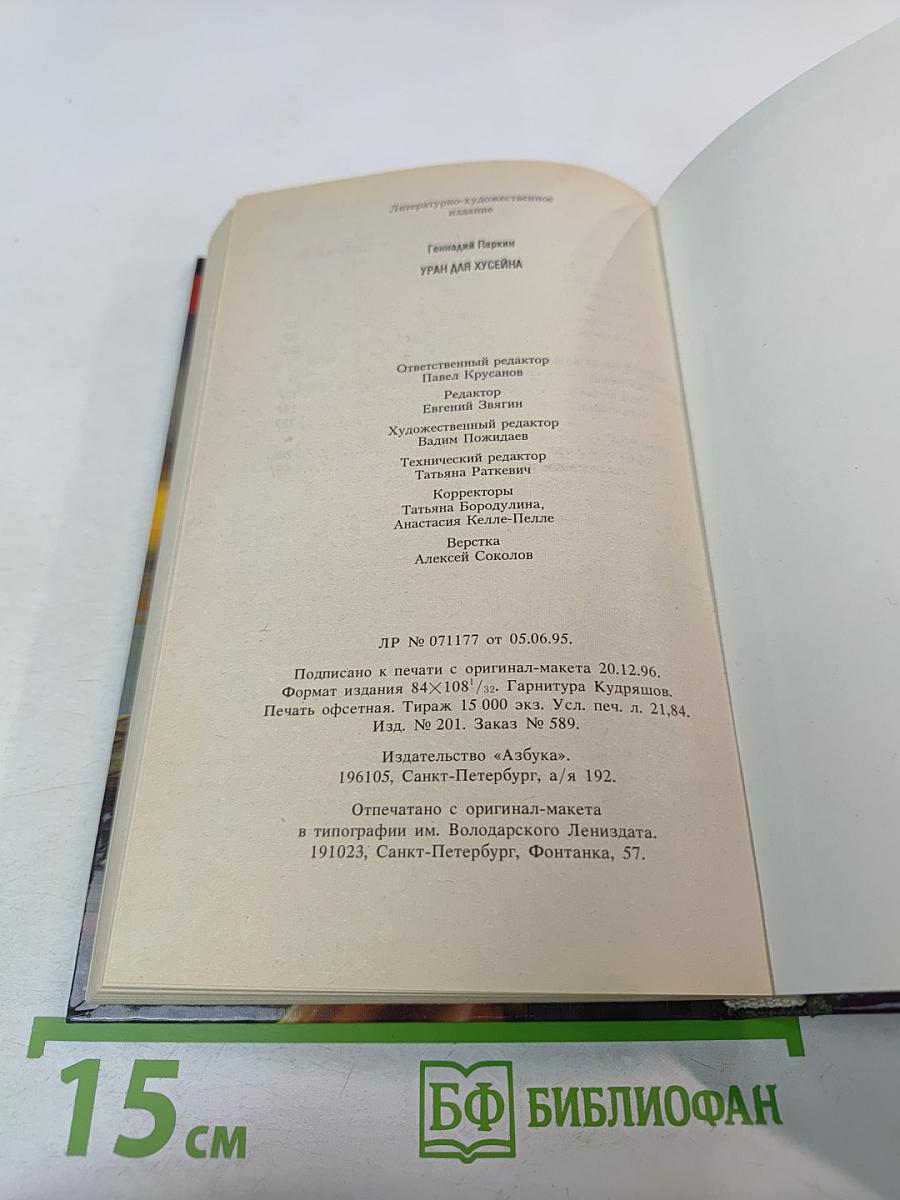 Литературно-художественное
издание
Геннадий Паркин
УРАН ДЛЯ ХУСЕЙНА
Ответственный редактор
Павел Крусанов
Редактор
Евгений Звягин
Художественный редактор
Вадим Пожидаев
Технический редактор
Татьяна Раткевич
Корректоры
Татьяна Бородулина,
Анастасия Келле-Пелле
Верстка
Алексей Соколов
ЛР № 071177 от 05.06.95.
Подписано к печати с оригинал-макета 20.12.96.
Формат издания 84×108¹/₃₂. Гарнитура Кудряшов.
Печать офсетная. Тираж 15 000 экз. Усл. печ. л. 21,84.
Изд. № 201. Заказ № 589.
Издательство «Азбука».
196105, Санкт-Петербург, а/я 192.
Отпечатано с оригинал-макета
в типографии им. Володарского Лениздата.
191023, Санкт-Петербург, Фонтанка, 57.
15 см
БФ БИБЛИОФАН